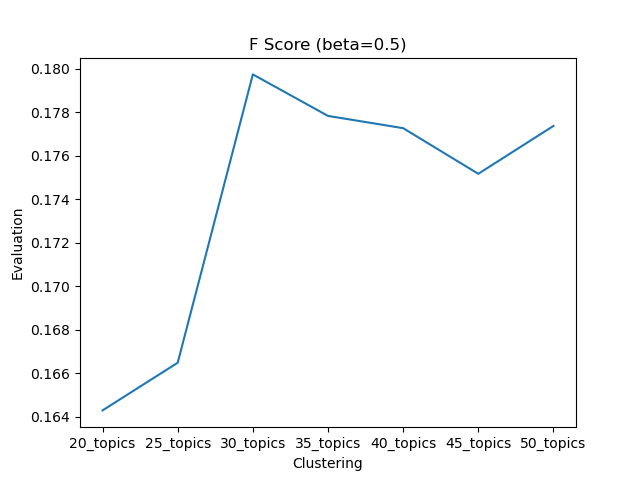 F Score (beta=0.5)
0.180
0.178
0.176
0.174
0.172
0.170
0.168
0.166
0.164
Evaluation
20_topics 25_topics 30_topics 35_topics 40_topics 45_topics 50_topics
Clustering